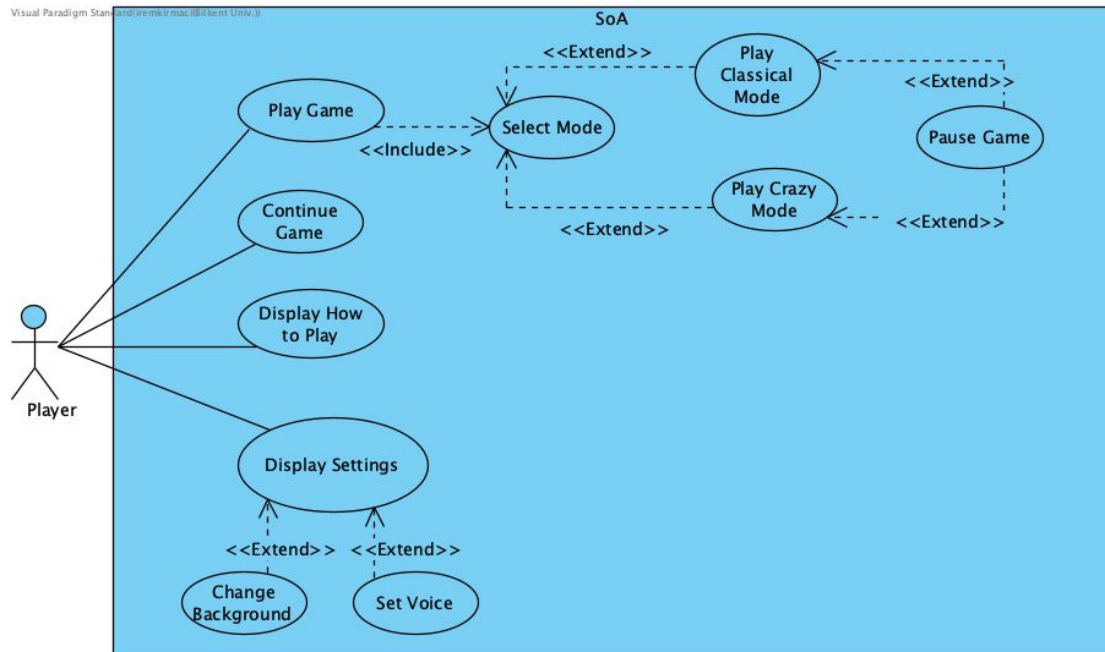 Visual Paradigm Standard(iremkirmaci(Bilkent Univ.))
SoA
<<Extend>>
Play
Classical
Mode
<<Extend>>
Play Game
Select Mode
Pause Game
<<Include>>
Play Crazy
Mode
<<Extend>>
<<Extend>>
Continue
Game
Display How
to Play
Player
Display Settings
<<Extend>>
<<Extend>>
Change
Background
Set Voice